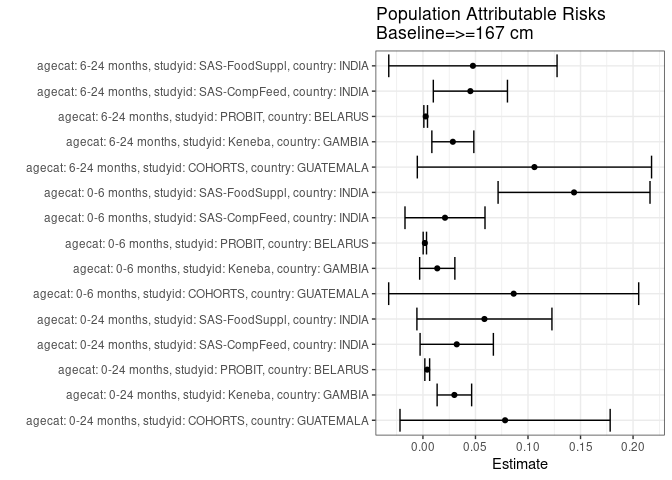 Population Attributable Risks
Baseline=>=167 cm
agecat: 6-24 months, studyid: SAS-FoodSuppl, country: INDIA
agecat: 6-24 months, studyid: SAS-CompFeed, country: INDIA
agecat: 6-24 months, studyid: PROBIT, country: BELARUS
agecat: 6-24 months, studyid: Keneba, country: GAMBIA
agecat: 6-24 months, studyid: COHORTS, country: GUATEMALA
agecat: 0-6 months, studyid: SAS-FoodSuppl, country: INDIA
agecat: 0-6 months, studyid: SAS-CompFeed, country: INDIA
agecat: 0-6 months, studyid: PROBIT, country: BELARUS
agecat: 0-6 months, studyid: Keneba, country: GAMBIA
agecat: 0-6 months, studyid: COHORTS, country: GUATEMALA
agecat: 0-24 months, studyid: SAS-FoodSuppl, country: INDIA
agecat: 0-24 months, studyid: SAS-CompFeed, country: INDIA
agecat: 0-24 months, studyid: PROBIT, country: BELARUS
agecat: 0-24 months, studyid: Keneba, country: GAMBIA
agecat: 0-24 months, studyid: COHORTS, country: GUATEMALA
0.00 0.05 0.10 0.15 0.20
Estimate